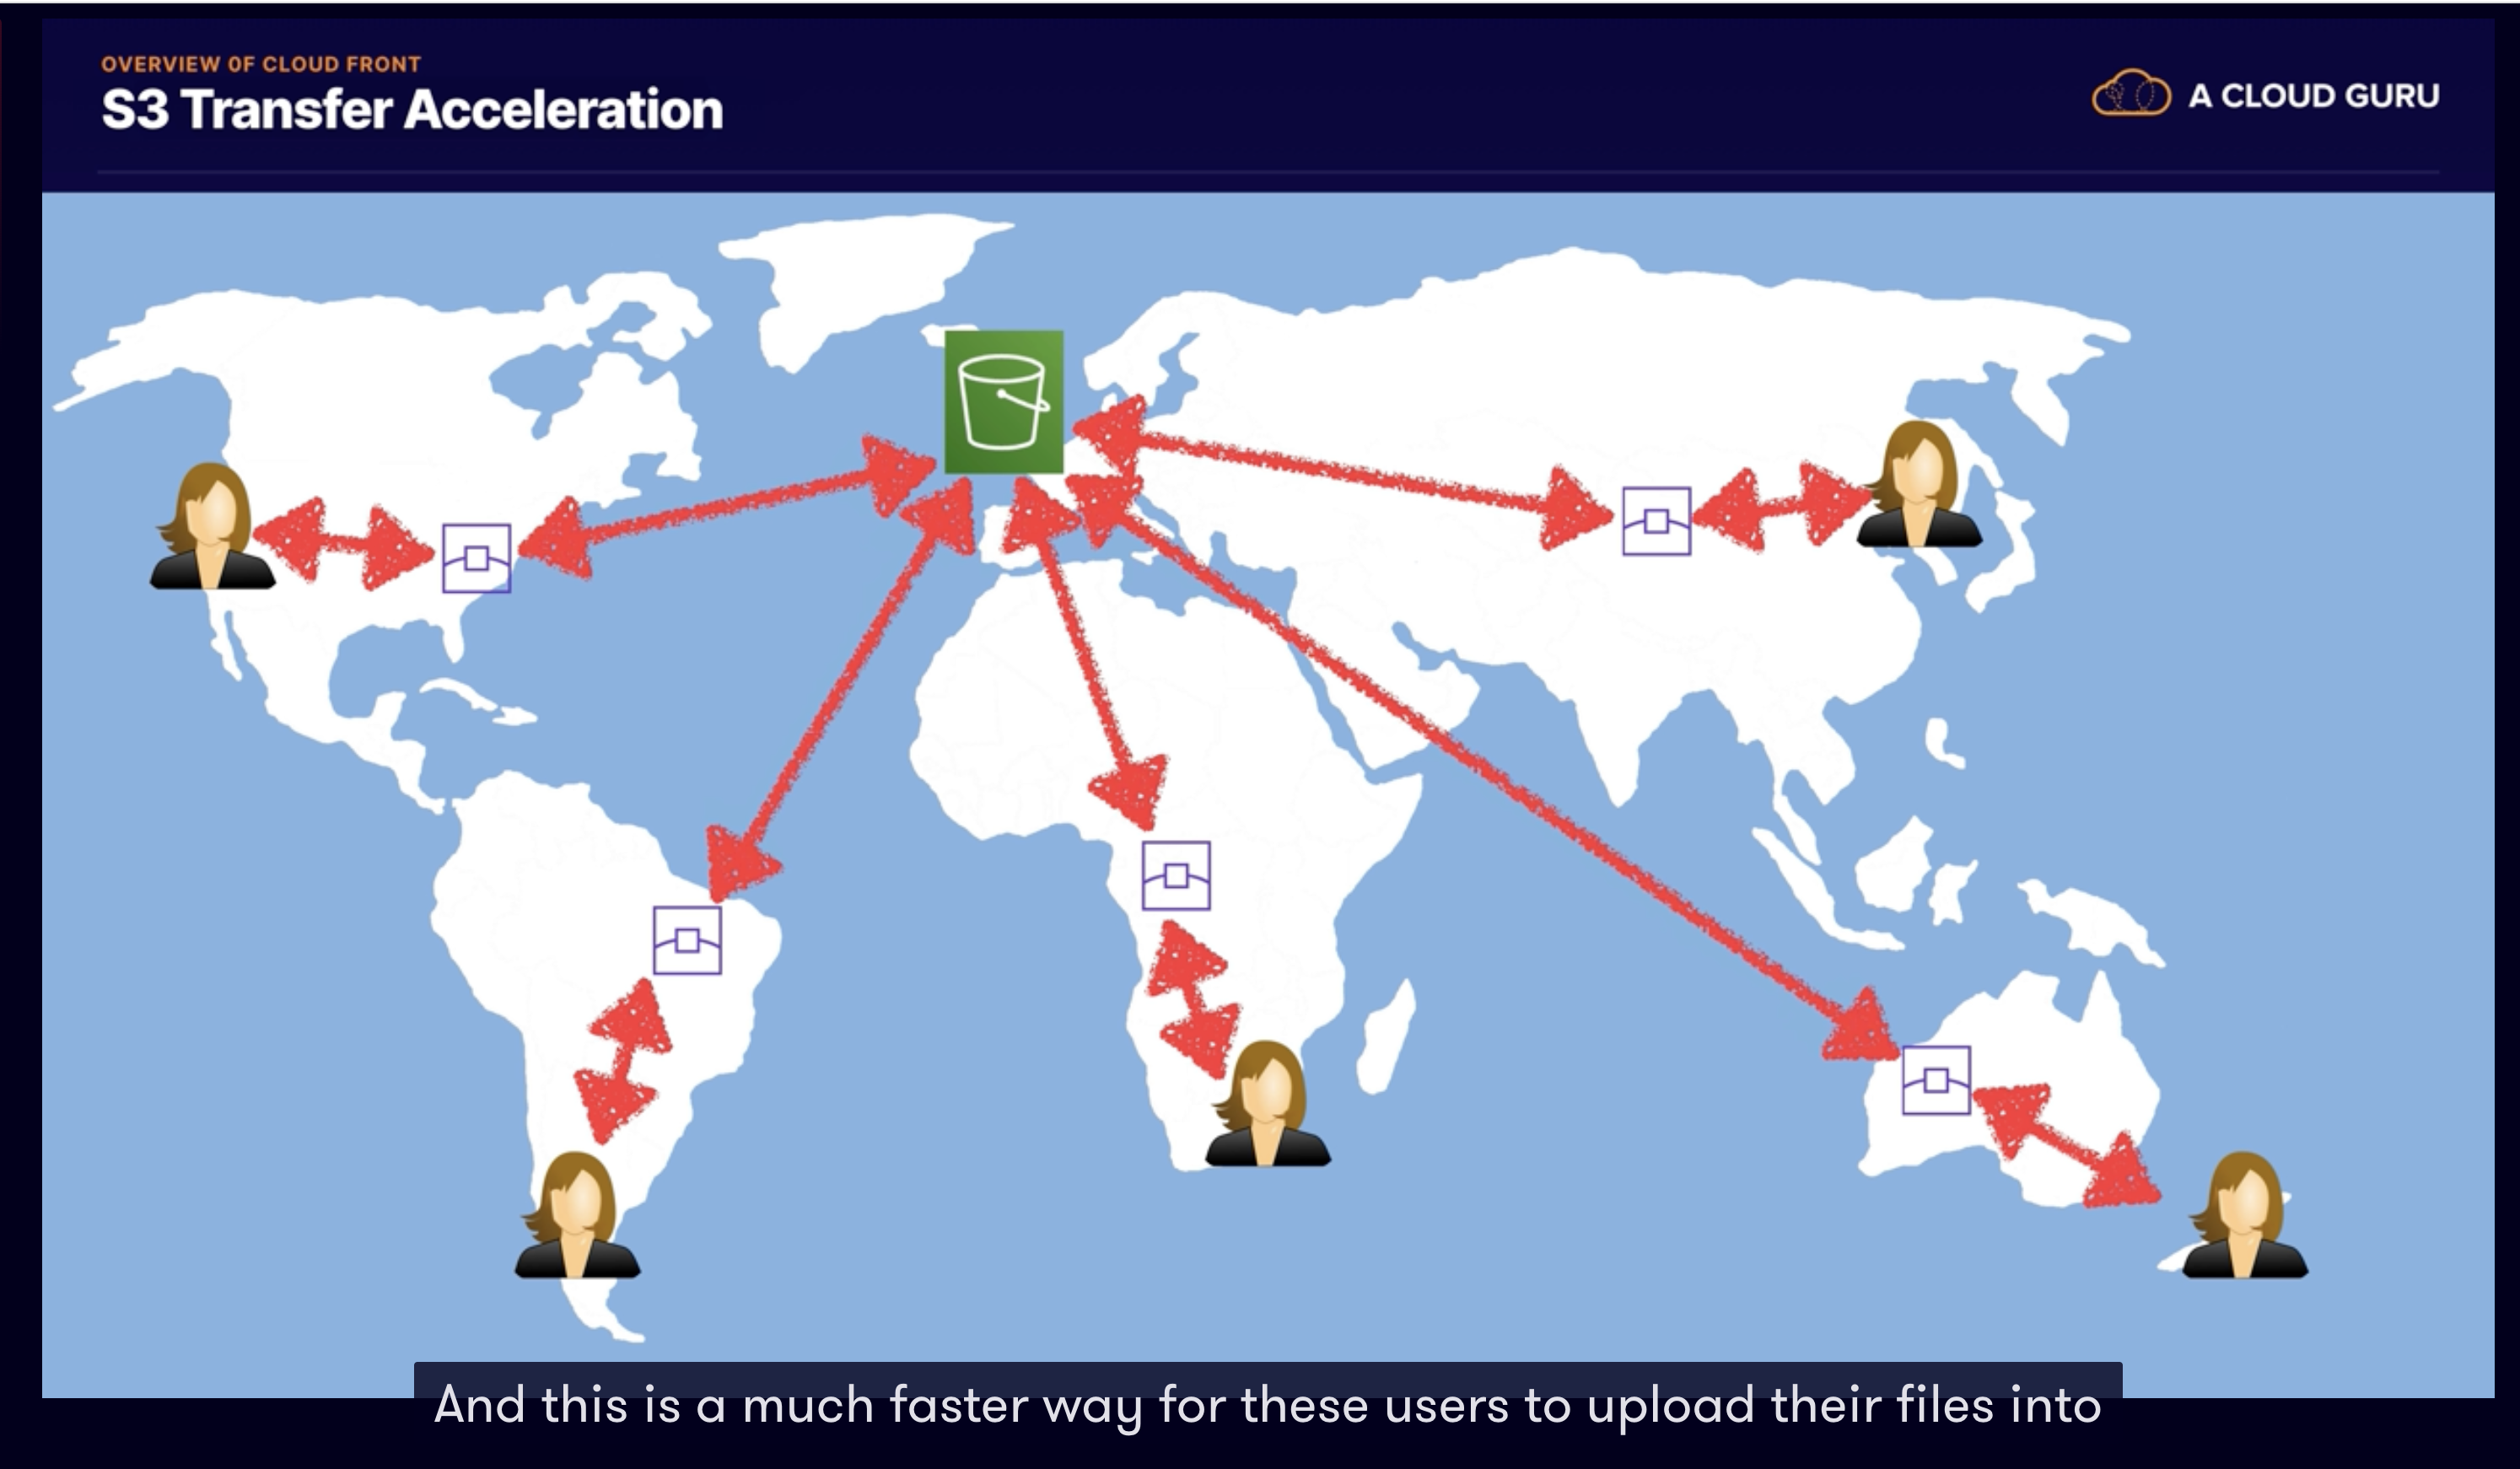 OVERVIEW 0F CLOUD FRONT
S3 Transfer Acceleration
A CLOUD GURU
And this is a much faster way for these users to upload their files into